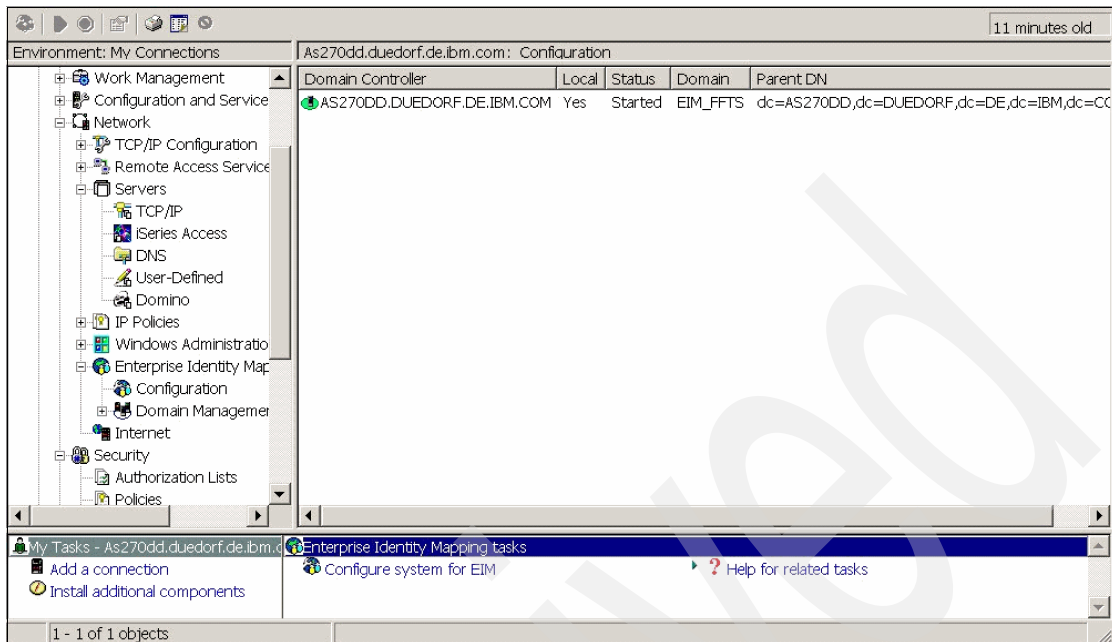 11 minutes old
Environment: My Connections
As270dd.duedorf.de.ibm.com: Configuration
Work Management
Configuration and Service
Network
TCP/IP Configuration
Remote Access Service
Servers
TCP/IP
iSeries Access
DNS
User-Defined
Domino
IP Policies
Windows Administratio
Enterprise Identity Map
Configuration
Domain Managemen
Internet
Security
Authorization Lists
Policies
Domain Controller Local Status Domain Parent DN
AS270DD.DUEDORF.DE.IBM.COM Yes Started EIM_FFTS dc=AS270DD,dc=DUEDORF,dc=DE,dc=IBM,dc=CO
My Tasks - As270dd.duedorf.de.ibm.c
Add a connection
Install additional components
Enterprise Identity Mapping tasks
Configure system for EIM
Help for related tasks
1 - 1 of 1 objects